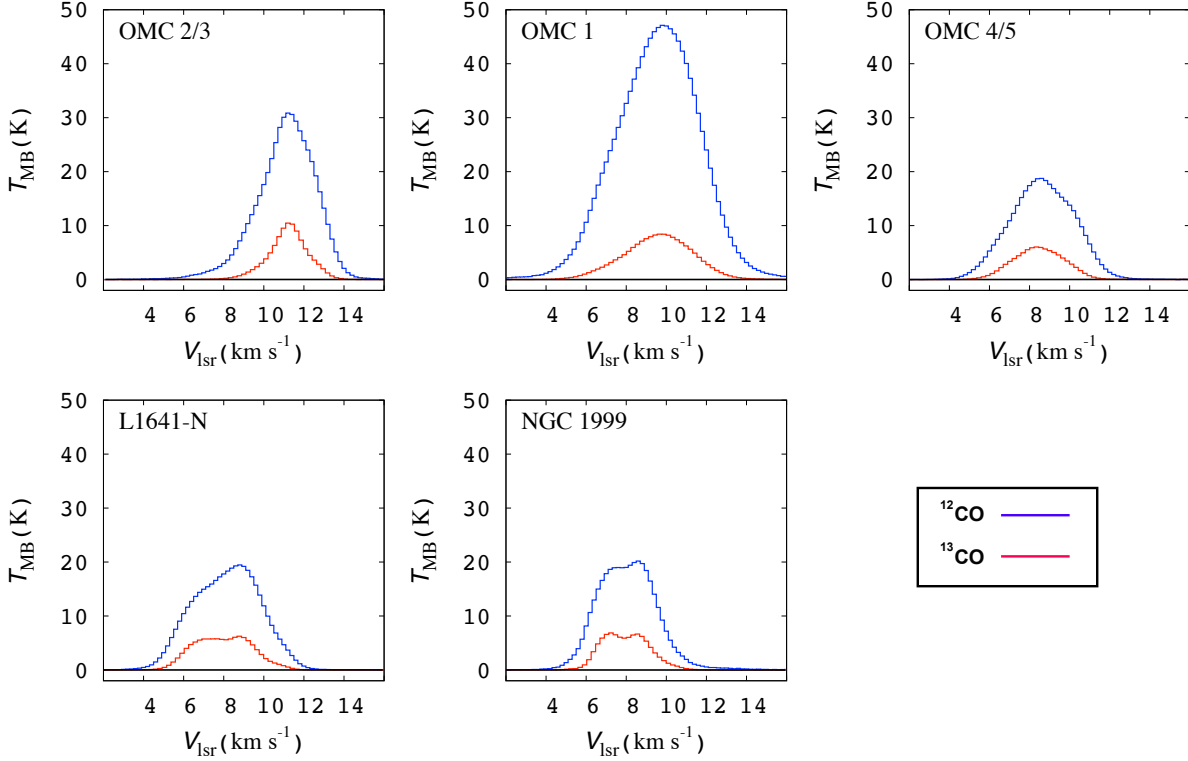 OMC 2/3
50
40
30
20
10
0
T_MB(K)
4 6 8 10 12 14
V_lsr(km s⁻¹)
OMC 1
50
40
30
20
10
0
T_MB(K)
4 6 8 10 12 14
V_lsr(km s⁻¹)
OMC 4/5
50
40
30
20
10
0
T_MB(K)
4 6 8 10 12 14
V_lsr(km s⁻¹)
L1641-N
50
40
30
20
10
0
T_MB(K)
4 6 8 10 12 14
V_lsr(km s⁻¹)
NGC 1999
50
40
30
20
10
0
T_MB(K)
4 6 8 10 12 14
V_lsr(km s⁻¹)
¹²CO
¹³CO